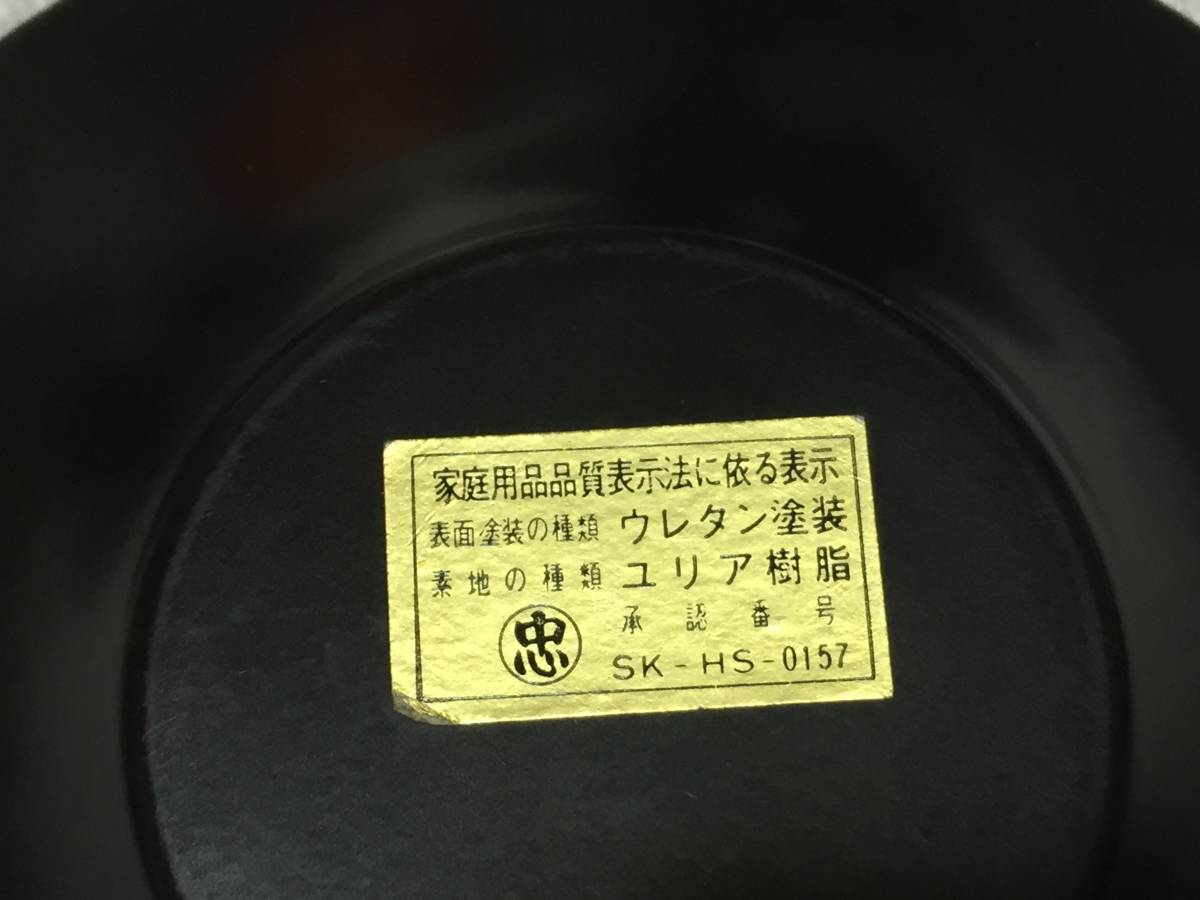 家庭用品品質表示法に依る表示
表面塗装の種類 ウレタン塗装
素地の種類 ユリア樹脂
忠 承認番号
SK-HS-0157